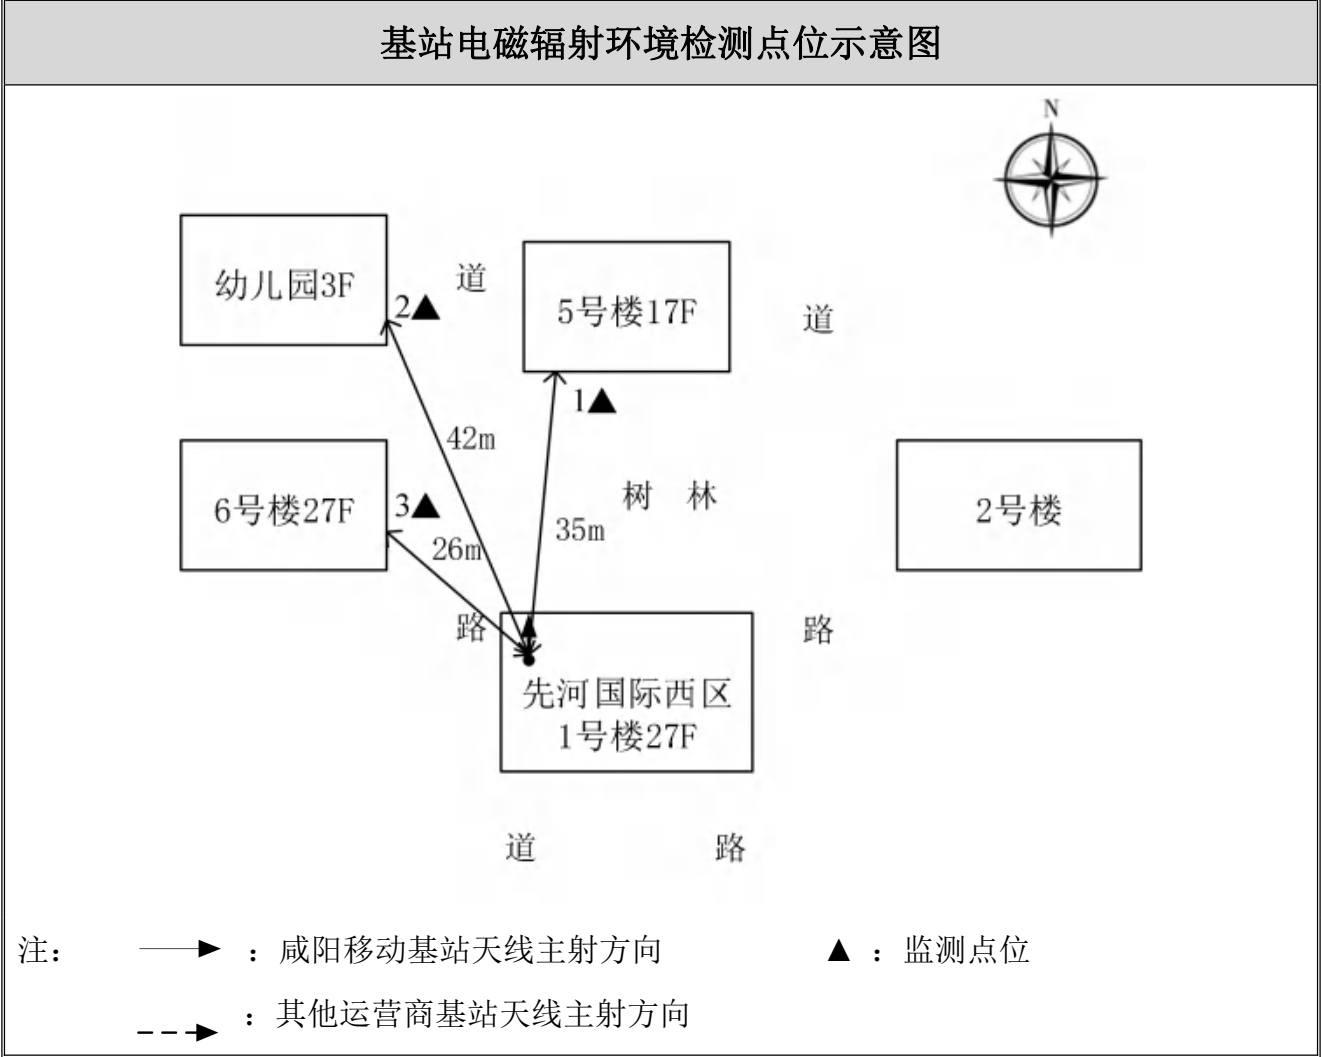 基站电磁辐射环境检测点位示意图
N
幼儿园3F
道
5号楼17F
道
2▲
1▲
42m
6号楼27F
3▲
树 林
2号楼
35m
26m
路
路
先河国际西区
1号楼27F
道 路
注： ：咸阳移动基站天线主射方向 ▲：监测点位
：其他运营商基站天线主射方向